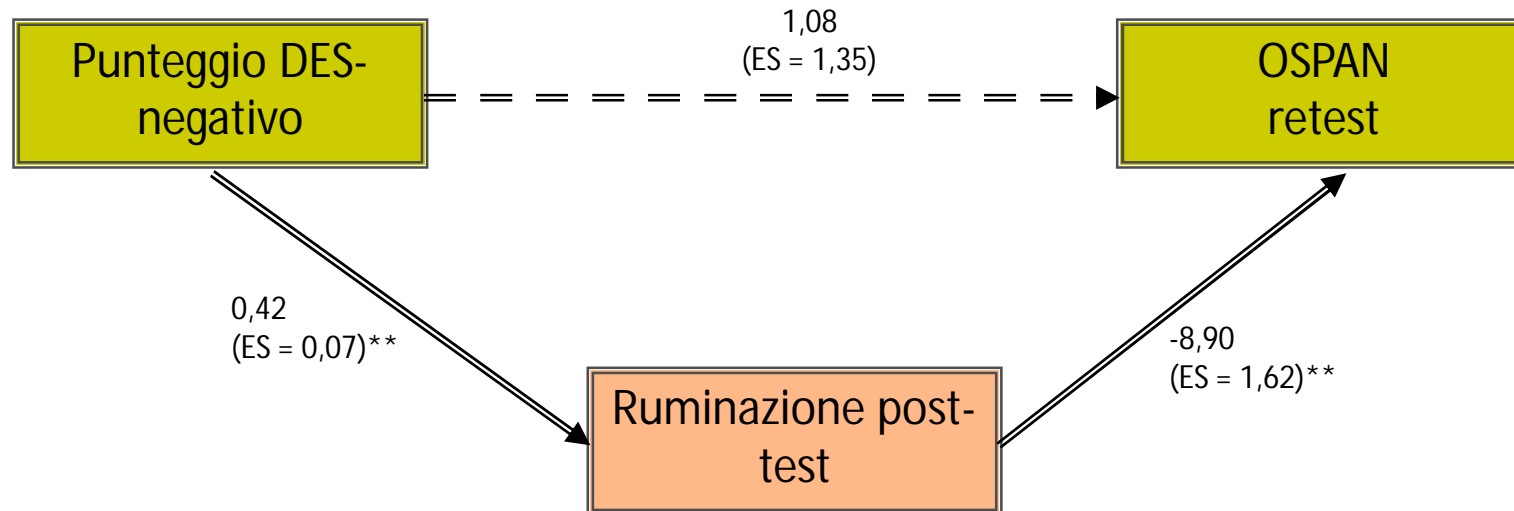 1,08
(ES = 1,35)
Punteggio DES-
negativo
OSPAN
retest
0,42
(ES = 0,07)**
-8,90
(ES = 1,62)**
Ruminazione post-
test